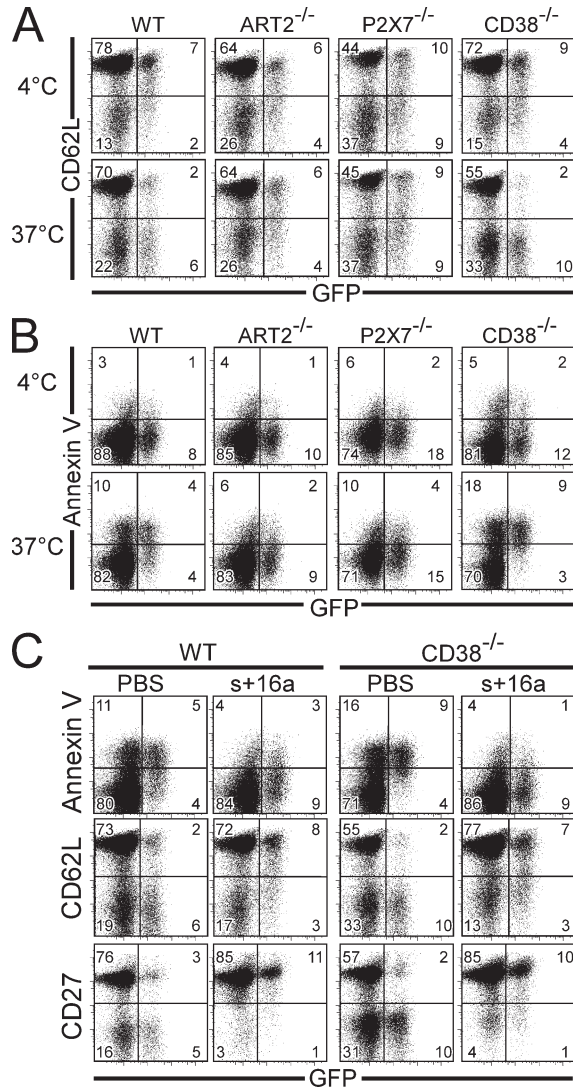 A
WT ART2-/- P2X7-/- CD38-/-
4°C
78 7 64 6 44 10 72 9
13 2 26 4 37 9 15 4
CD62L
37°C
70 2 64 6 45 9 55 2
22 6 26 4 37 9 33 10
GFP
B
WT ART2-/- P2X7-/- CD38-/-
4°C
3 1 4 1 6 2 5 2
88 8 85 10 74 18 81 12
Annexin V
37°C
10 4 6 2 10 4 18 9
82 4 83 9 71 15 70 3
GFP
C
WT CD38-/-
PBS s+16a PBS s+16a
Annexin V
11 5 4 3 16 9 4 1
80 4 84 9 71 4 86 9
CD62L
73 2 72 8 55 2 77 7
19 6 17 3 33 10 13 3
CD27
76 3 85 11 57 2 85 10
16 5 3 1 31 10 4 1
GFP